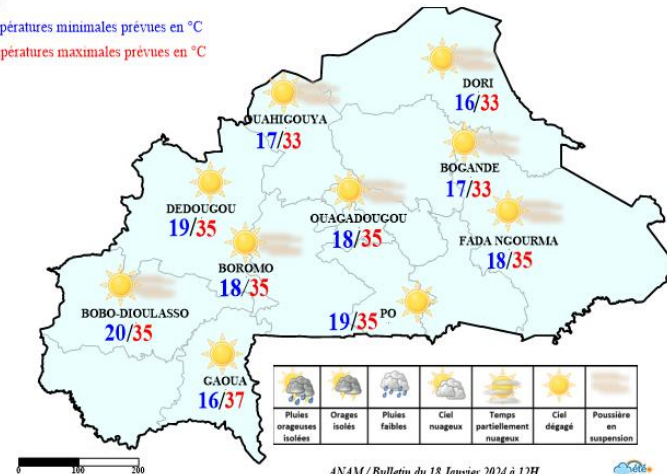 pératures minimales prévues en °C
pératures maximales prévues en °C
DORI
16/33
OUAHIGOUYA
17/33
BOGANDE
17/33
DEDOUGOU
19/35
OUAGADOUGOU
18/35
FADA NGOURMA
18/35
BOROMO
18/35
BOBO-DIOULASSO
20/35
PO
19/35
GAOUA
16/37
Pluies orageuses isolées
Orages isolés
Pluies faibles
Ciel nuageux
Temps partiellement nuageux
Ciel dégagé
Poussière en suspension
0 100 200
ANAM / Bulletin du 18 Janvier 2024 à 12H